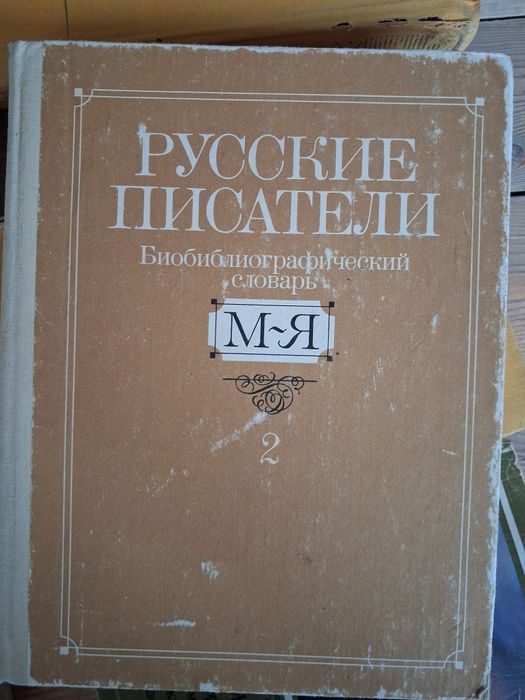 РУССКИЕ
ПИСАТЕЛИ
Биобиблиографический
словарь
М~Я
2